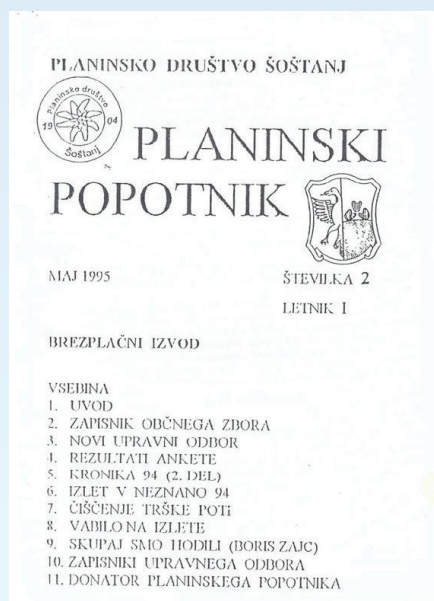 PLANINSKO DRUŠTVO ŠOŠTANJ
Planinsko društvo
19 04
Šoštanj
PLANINSKI
POPOTNIK
MAJ 1995
ŠTEVILKA 2
LETNIK I
BREZPLAČNI IZVOD
VSEBINA
1. UVOD
2. ZAPISNIK OBČNEGA ZBORA
3. NOVI UPRAVNI ODBOR
4. REZULTATI ANKETE
5. KRONIKA 94 (2. DEL)
6. IZLET V NEZNANO 94
7. ČIŠČENJE TRŠKE POTI
8. VABILO NA IZLETE
9. SKUPAJ SMO HODILI (BORIS ZAJC)
10. ZAPISNIKI UPRAVNEGA ODBORA
11. DONATOR PLANINSKEGA POPOTNIKA